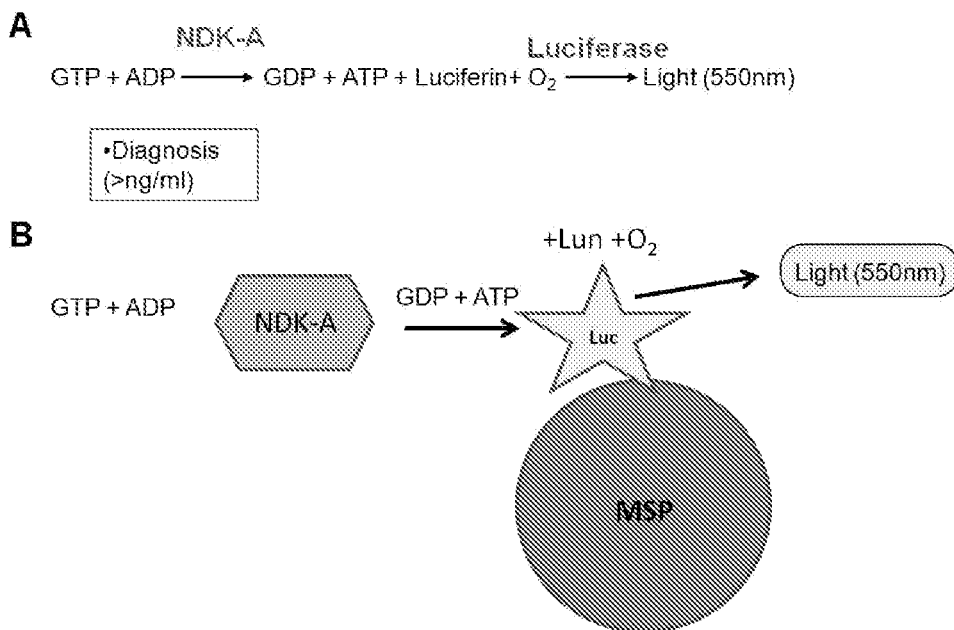 A
NDK-A
Luciferase
GTP + ADP → GDP + ATP + Luciferin+ O₂ → Light (550nm)
•Diagnosis
(>ng/ml)
B
+Lun +O₂
Light (550nm)
GTP + ADP
GDP + ATP
NDK-A
Luc
MSP